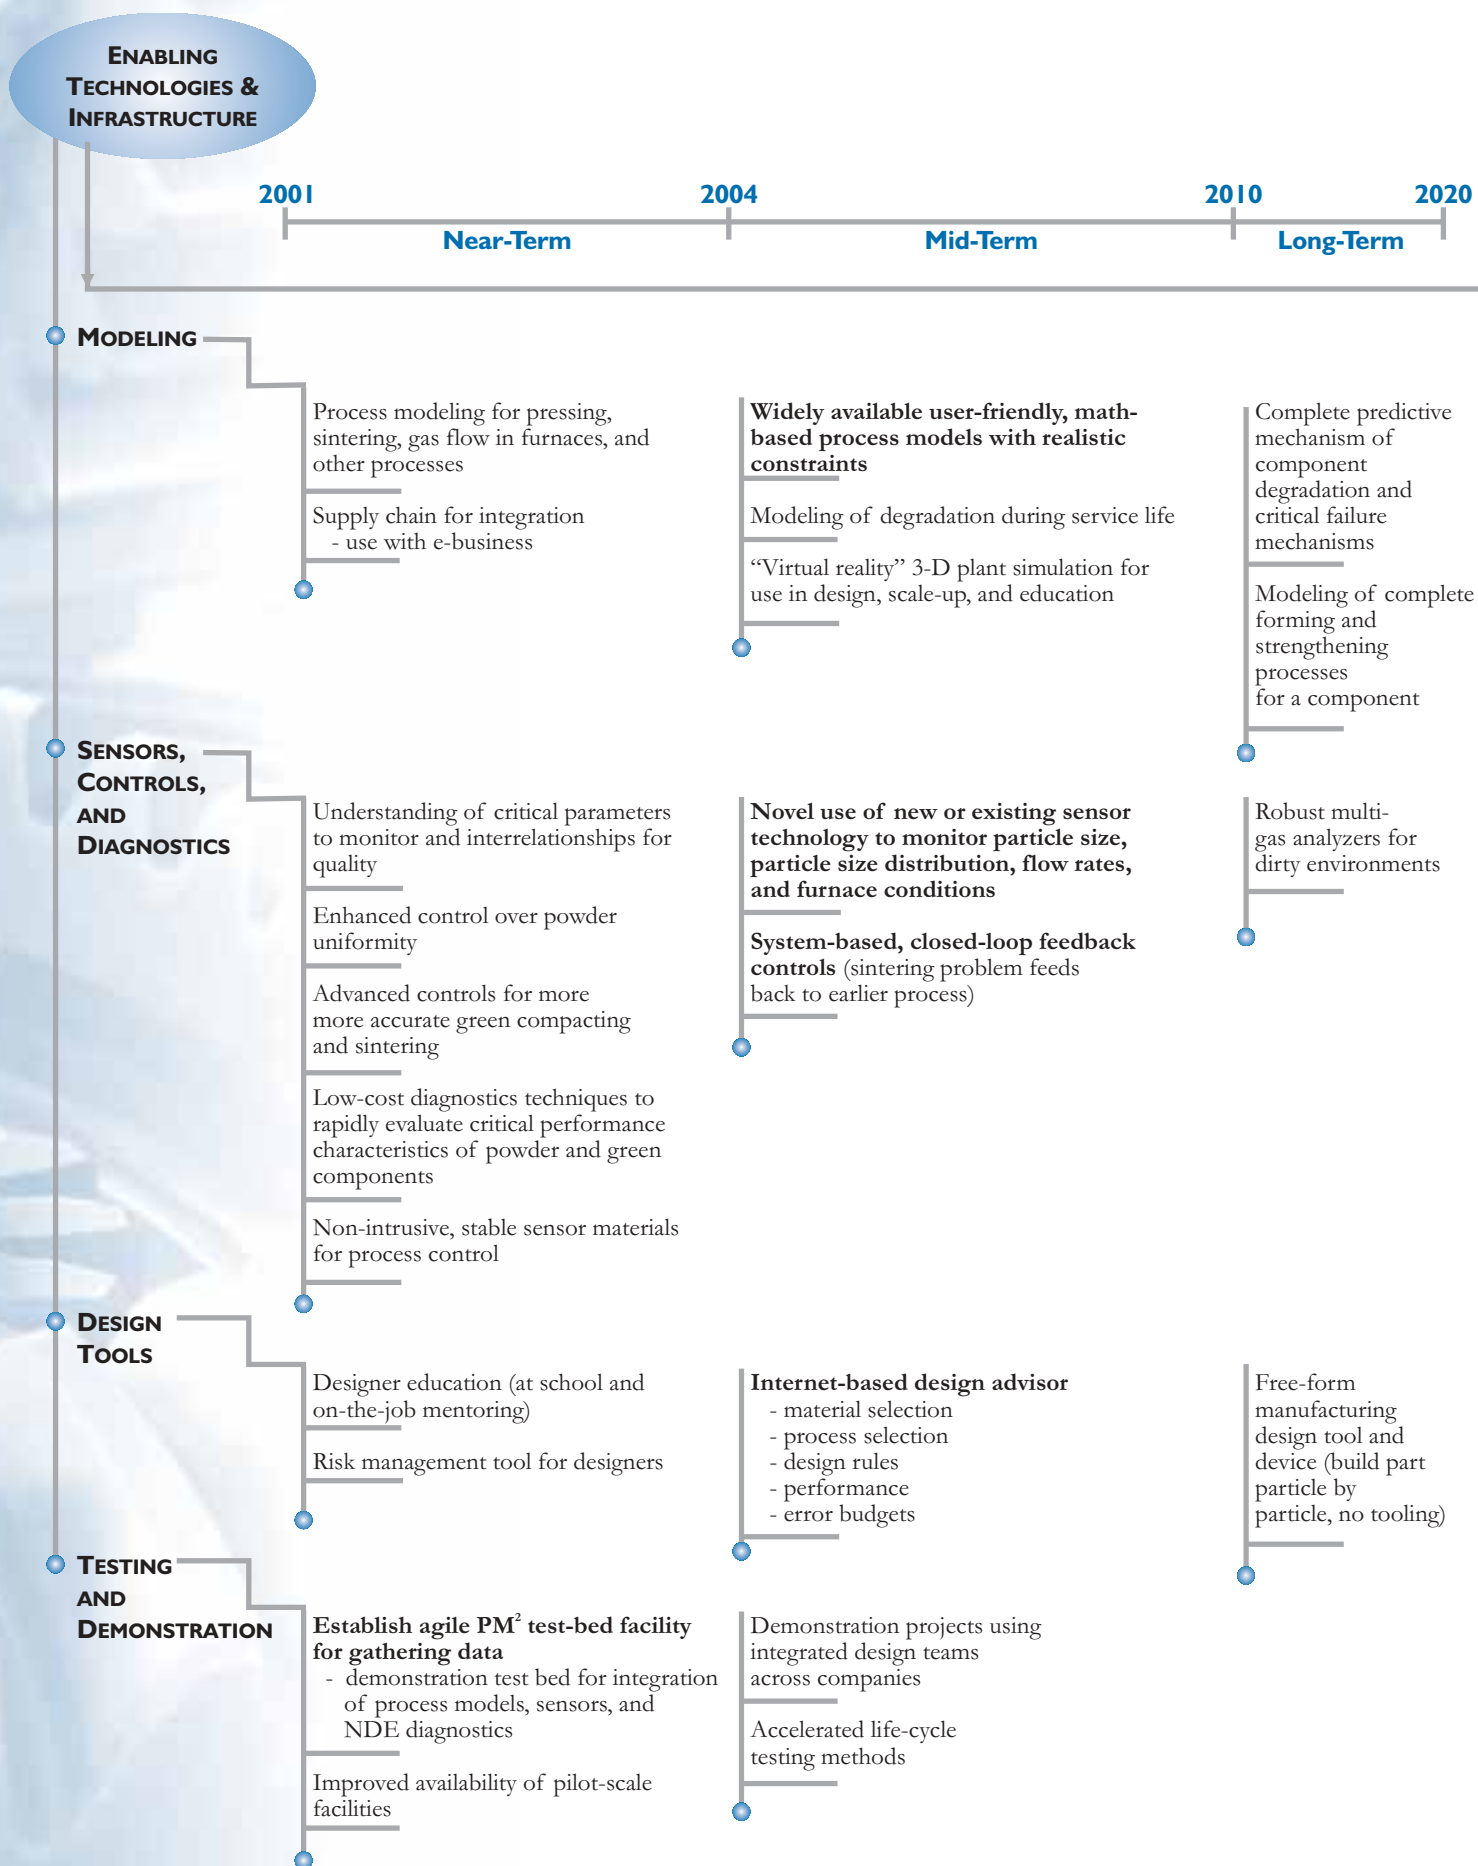 ENABLING
TECHNOLOGIES &
INFRASTRUCTURE
2001
2004
2010
2020
Near-Term
Mid-Term
Long-Term
MODELING
Process modeling for pressing,
sintering, gas flow in furnaces, and
other processes
Supply chain for integration
- use with e-business
Widely available user-friendly, math-
based process models with realistic
constraints
Modeling of degradation during service life
“Virtual reality” 3-D plant simulation for
use in design, scale-up, and education
Complete predictive
mechanism of
component
degradation and
critical failure
mechanisms
Modeling of complete
forming and
strengthening
processes
for a component
SENSORS,
CONTROLS,
AND
DIAGNOSTICS
Understanding of critical parameters
to monitor and interrelationships for
quality
Enhanced control over powder
uniformity
Advanced controls for more
more accurate green compacting
and sintering
Low-cost diagnostics techniques to
rapidly evaluate critical performance
characteristics of powder and green
components
Non-intrusive, stable sensor materials
for process control
Novel use of new or existing sensor
technology to monitor particle size,
particle size distribution, flow rates,
and furnace conditions
System-based, closed-loop feedback
controls (sintering problem feeds
back to earlier process)
Robust multi-
gas analyzers for
dirty environments
DESIGN
TOOLS
Designer education (at school and
on-the-job mentoring)
Risk management tool for designers
Internet-based design advisor
- material selection
- process selection
- design rules
- performance
- error budgets
Free-form
manufacturing
design tool and
device (build part
particle by
particle, no tooling)
TESTING
AND
DEMONSTRATION
Establish agile PM² test-bed facility
for gathering data
- demonstration test bed for integration
of process models, sensors, and
NDE diagnostics
Improved availability of pilot-scale
facilities
Demonstration projects using
integrated design teams
across companies
Accelerated life-cycle
testing methods